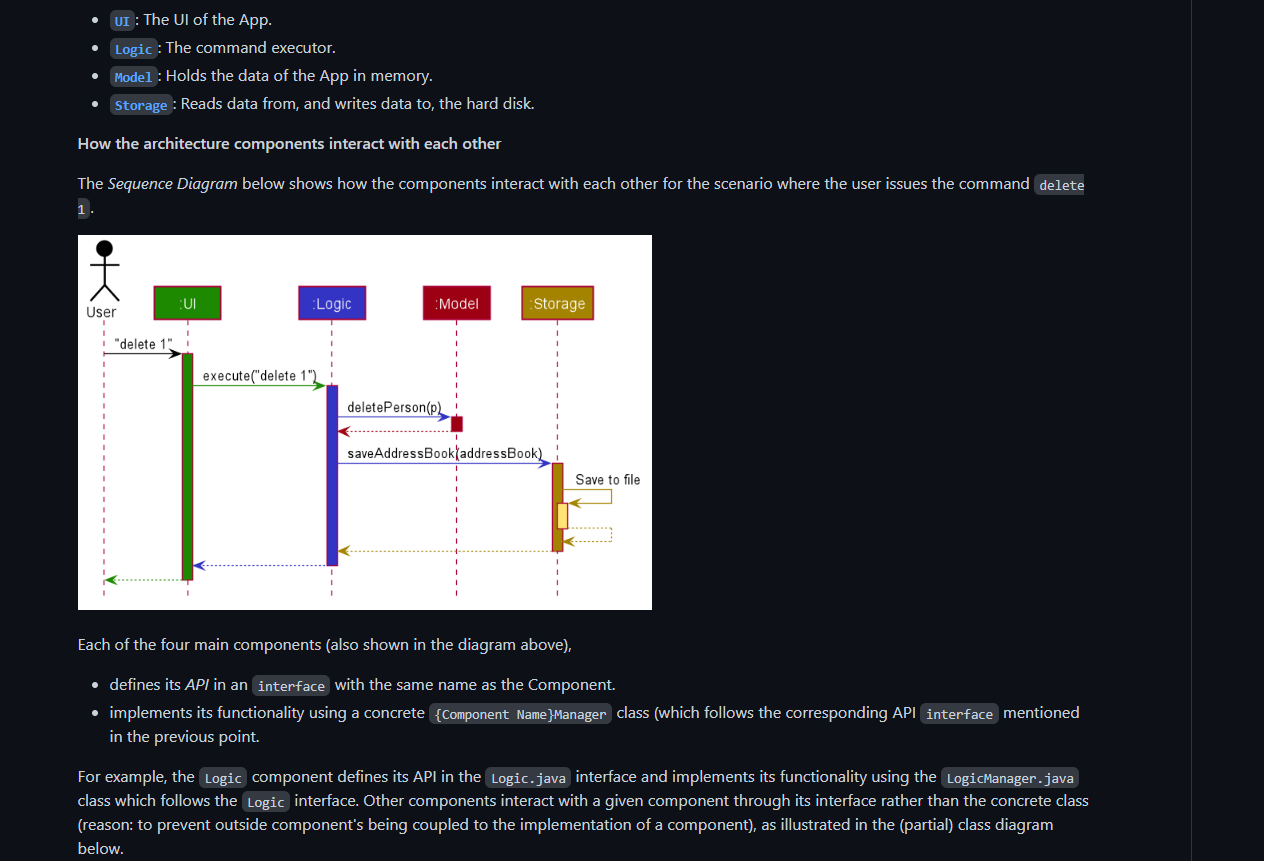 UI: The UI of the App.
Logic: The command executor.
Model: Holds the data of the App in memory.
Storage: Reads data from, and writes data to, the hard disk.
How the architecture components interact with each other
The Sequence Diagram below shows how the components interact with each other for the scenario where the user issues the command delete
1.
User
:UI
:Logic
:Model
:Storage
"delete 1"
execute("delete 1")
deletePerson(p)
saveAddressBook(addressBook)
Save to file
Each of the four main components (also shown in the diagram above),
defines its API in an interface with the same name as the Component.
implements its functionality using a concrete {Component Name}Manager class (which follows the corresponding API interface mentioned
in the previous point.
For example, the Logic component defines its API in the Logic.java interface and implements its functionality using the LogicManager.java
class which follows the Logic interface. Other components interact with a given component through its interface rather than the concrete class
(reason: to prevent outside component's being coupled to the implementation of a component), as illustrated in the (partial) class diagram
below.